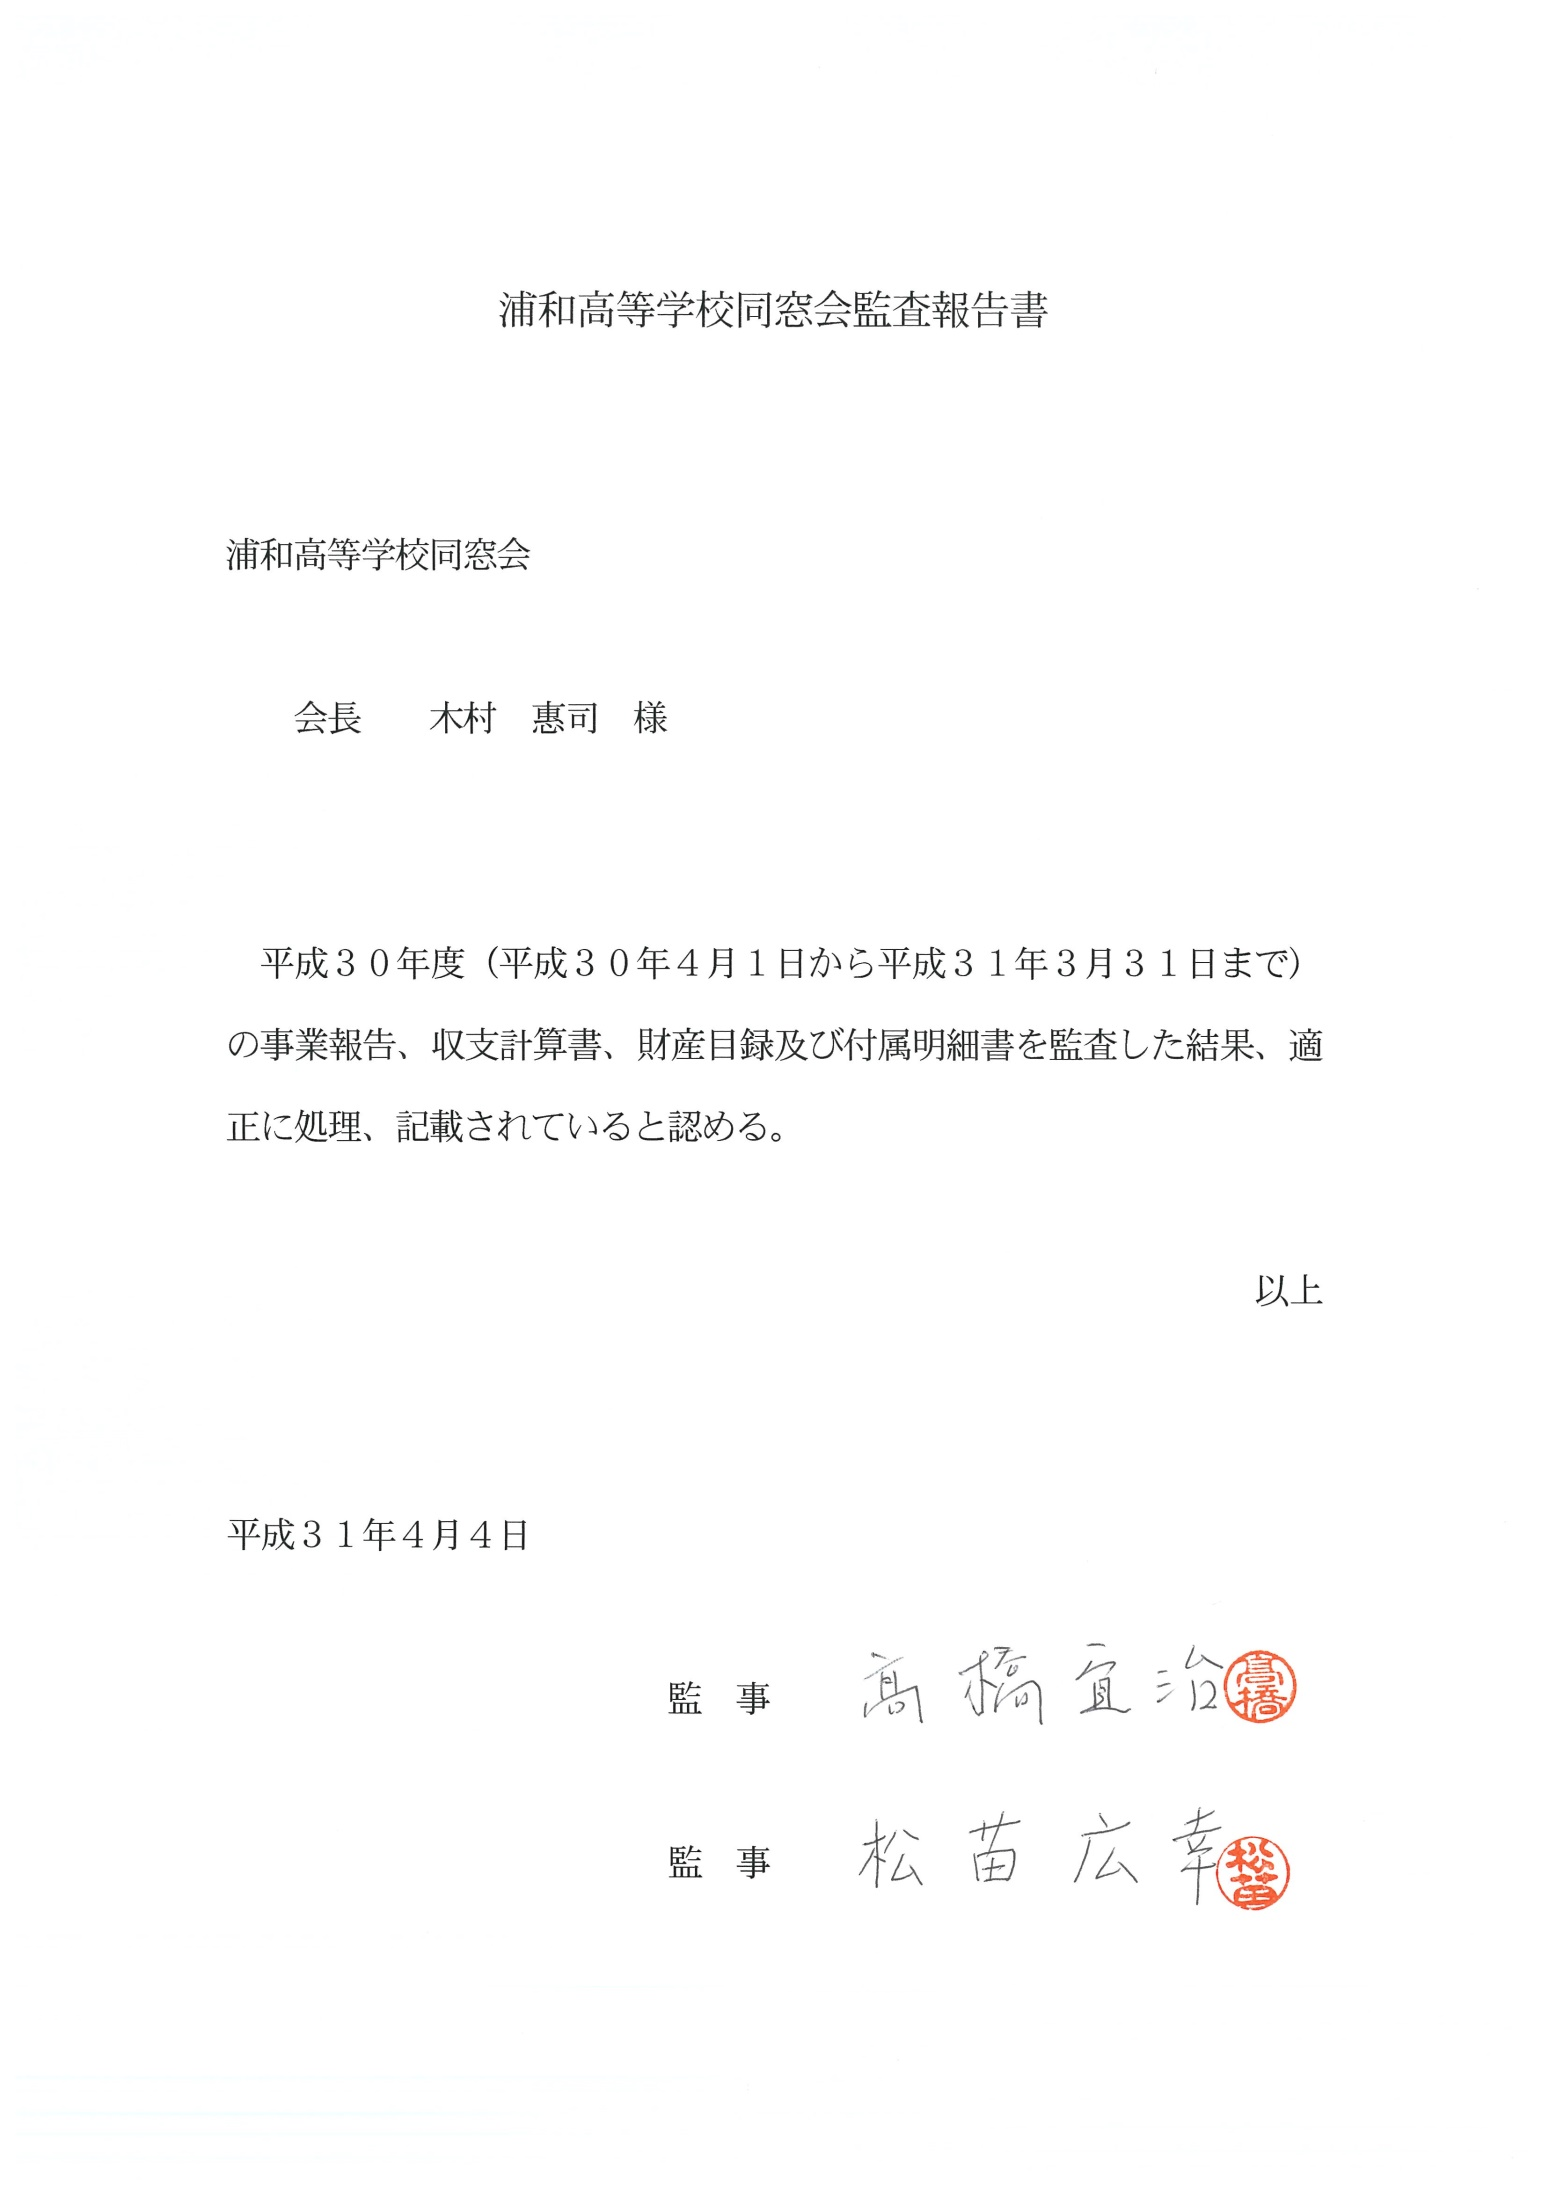 浦和高等学校同窓会監査報告書
浦和高等学校同窓会
会長　　木村　惠司　様
平成３０年度（平成３０年４月１日から平成３１年３月３１日まで）
の事業報告、収支計算書、財産目録及び付属明細書を監査した結果、適
正に処理、記載されていると認める。
以上
平成３１年４月４日
監　事　髙橋宜治 髙橋
監　事　松苗広幸 松苗